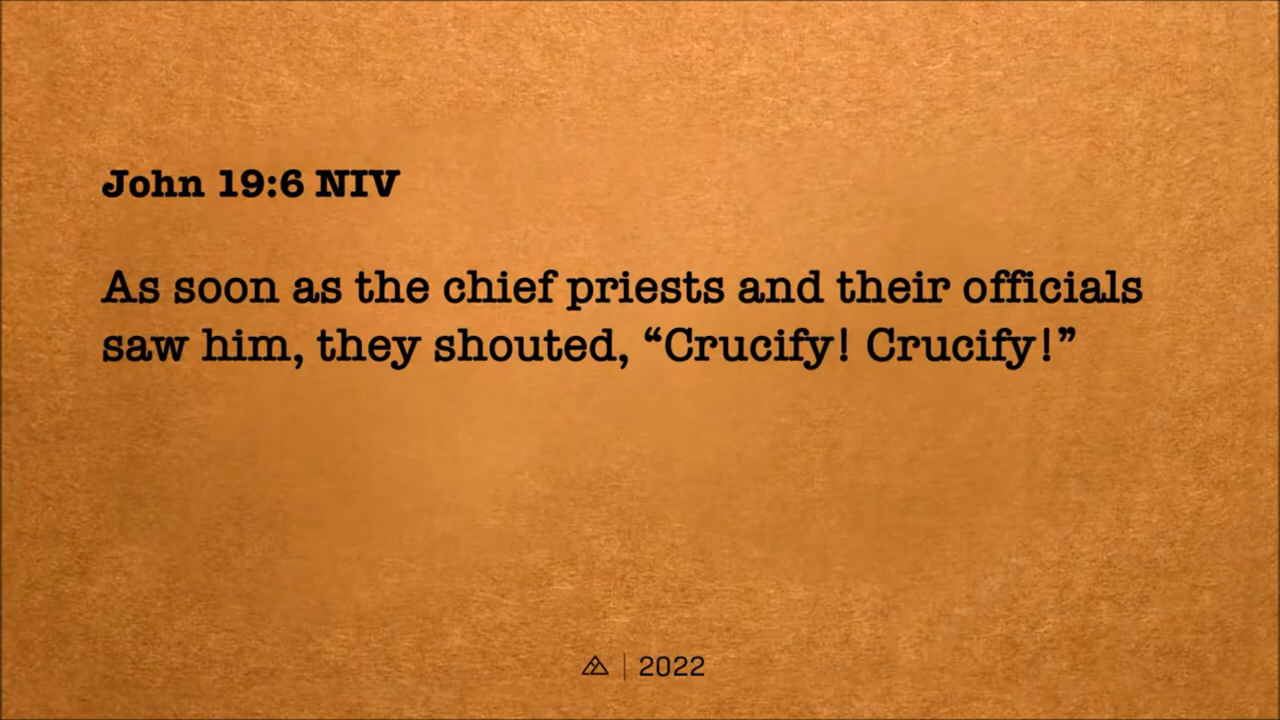 John 19:6 NIV
As soon as the chief priests and their officials
saw him, they shouted, “Crucify! Crucify!”
2022